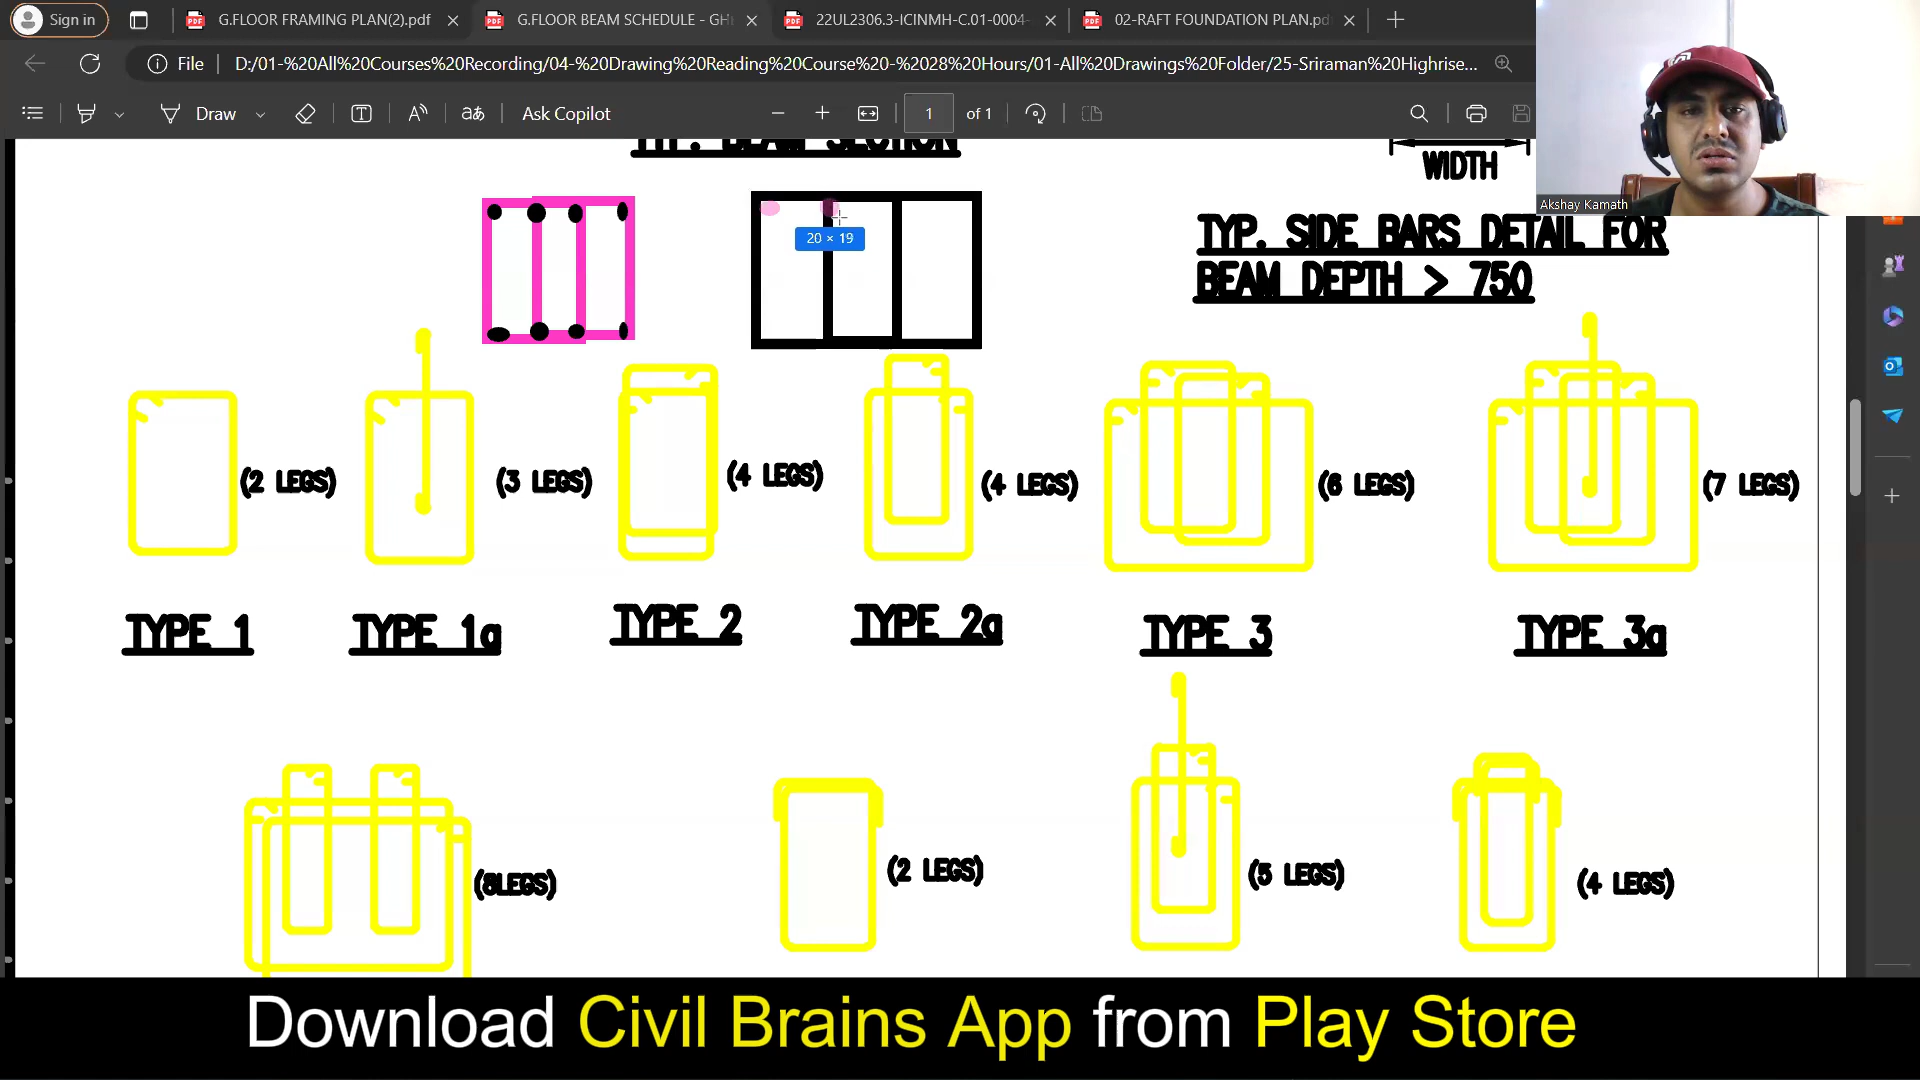 Sign in
G.FLOOR FRAMING PLAN(2).pdf
G.FLOOR BEAM SCHEDULE - GH
22UL2306.3-ICINMH-C.01-0004-
02-RAFT FOUNDATION PLAN.pd
File
D:/01-%20All%20Courses%20Recording/04-%20Drawing%20Reading%20Course%20-%2028%20Hours/01-All%20Drawings%20Folder/25-Sriraman%20Highrise...
Draw
Ask Copilot
1
of 1
Akshay Kamath
TYP. BEAM SECTION
WIDTH
TYP. SIDE BARS DETAIL FOR
BEAM DEPTH > 750
20 × 19
(2 LEGS)
(3 LEGS)
(4 LEGS)
(4 LEGS)
(6 LEGS)
(7 LEGS)
TYPE 1
TYPE 1a
TYPE 2
TYPE 2a
TYPE 3
TYPE 3a
(8LEGS)
(2 LEGS)
(5 LEGS)
(4 LEGS)
Download Civil Brains App from Play Store